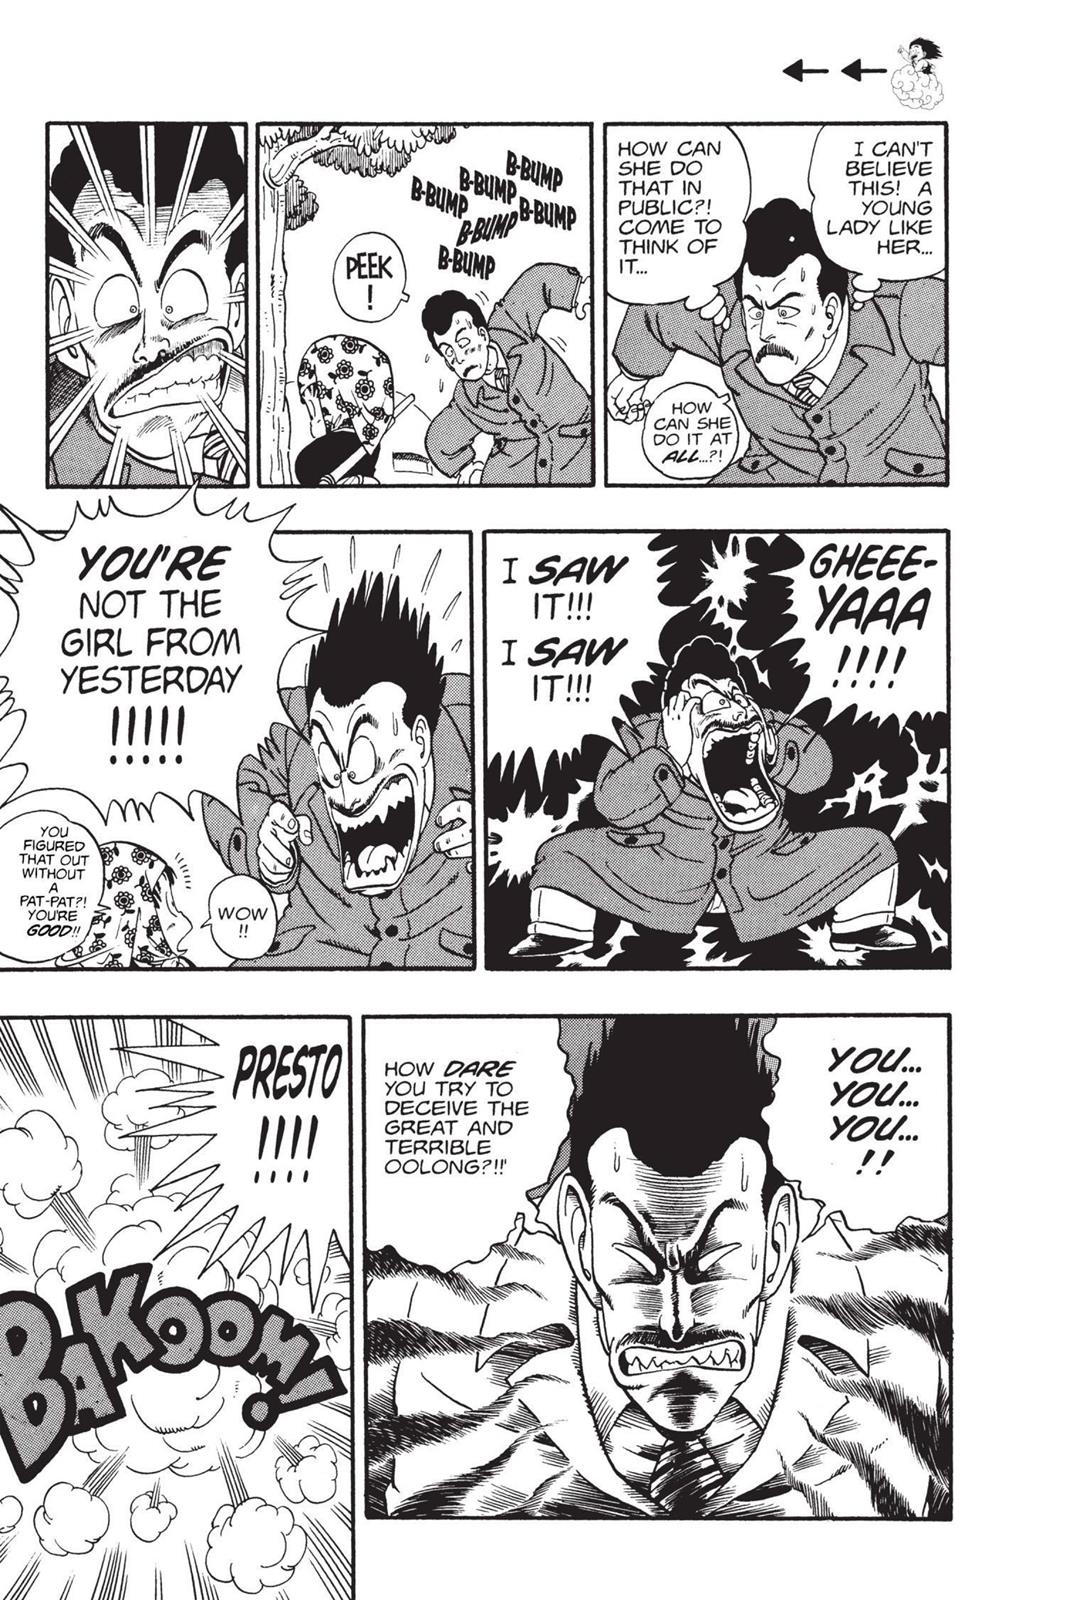 I CAN'T
BELIEVE
THIS! A
YOUNG
LADY LIKE
HER...
HOW CAN
SHE DO
THAT IN
PUBLIC?!
COME TO
THINK OF
IT...
HOW
CAN SHE
DO IT AT
ALL...?!
B-BUMP
B-BUMP
B-BUMP
B-BUMP
B-BUMP
B-BUMP
PEEK
!
GHEEE-
YAAA
!!!!
I SAW
IT!!!
I SAW
IT!!!
YOU'RE
NOT THE
GIRL FROM
YESTERDAY
!!!!!
WOW
!!
YOU
FIGURED
THAT OUT
WITHOUT
A
PAT-PAT?!
YOU'RE
GOOD!!
YOU...
YOU...
YOU...
!!
HOW DARE
YOU TRY TO
DECEIVE THE
GREAT AND
TERRIBLE
OOLONG?!!'
PRESTO
!!!!
BAKOOM!